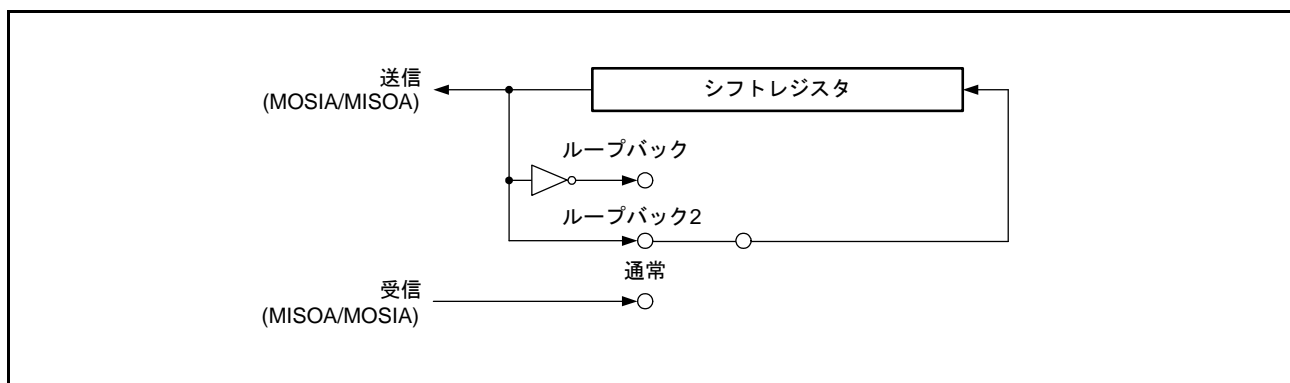 送信
(MOSIA/MISOA)
シフトレジスタ
ループバック
ループバック2
通常
受信
(MISOA/MOSIA)